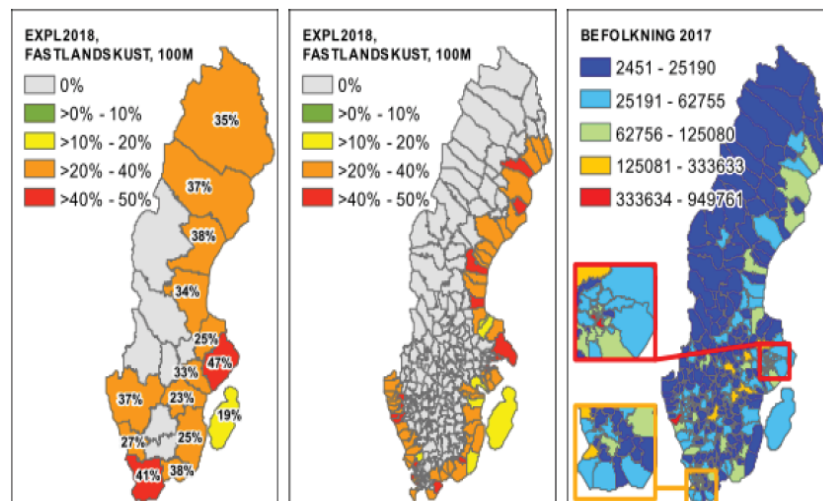 EXPL2018,
FASTLANDSKUST, 100M
0%
>0% - 10%
>10% - 20%
>20% - 40%
>40% - 50%
35%
37%
38%
34%
25%
47%
33%
37%
23%
19%
27%
25%
41%
38%
EXPL2018,
FASTLANDSKUST, 100M
0%
>0% - 10%
>10% - 20%
>20% - 40%
>40% - 50%
BEFOLKNING 2017
2451 - 25190
25191 - 62755
62756 - 125080
125081 - 333633
333634 - 949761